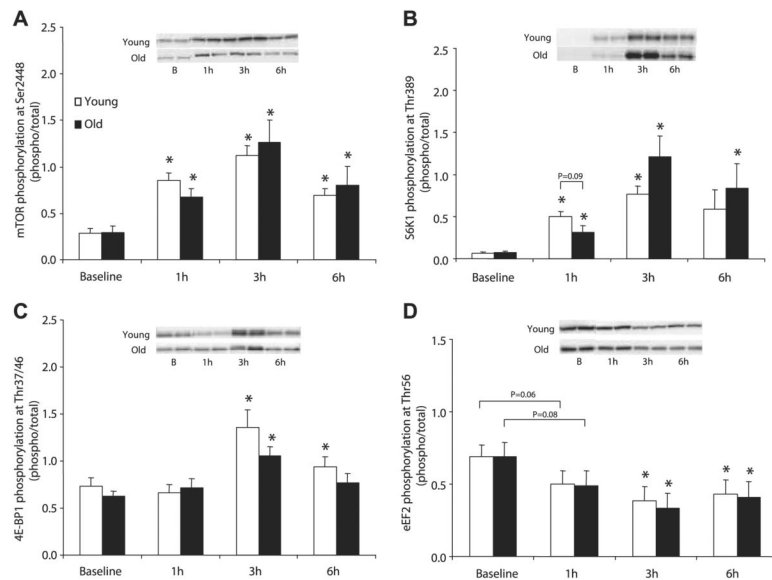 A
mTOR phosphorylation at Ser2448
(phospho/total)
2.5
2.0
1.5
1.0
0.5
0.0
Young
Old
B 1h 3h 6h
Young
Old
* * * * * *
Baseline 1h 3h 6h
B
S6K1 phosphorylation at Thr389
(phospho/total)
2.5
2.0
1.5
1.0
0.5
0.0
Young
Old
B 1h 3h 6h
P=0.09
* * * * *
Baseline 1h 3h 6h
C
4E-BP1 phosphorylation at Thr37/46
(phospho/total)
2.5
2.0
1.5
1.0
0.5
0.0
Young
Old
B 1h 3h 6h
* * *
Baseline 1h 3h 6h
D
eEF2 phosphorylation at Thr56
(phospho/total)
1.5
1.0
0.5
0.0
Young
Old
B 1h 3h 6h
P=0.06
P=0.08
* * * *
Baseline 1h 3h 6h